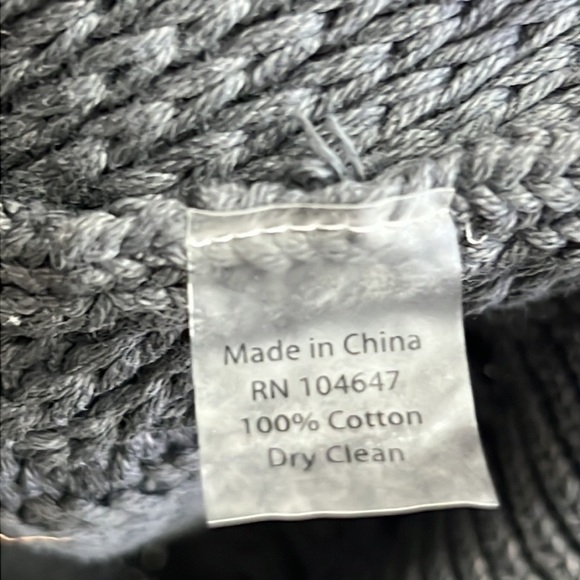 Made in China
RN 104647
100% Cotton
Dry Clean